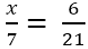 x/7 = 6/21